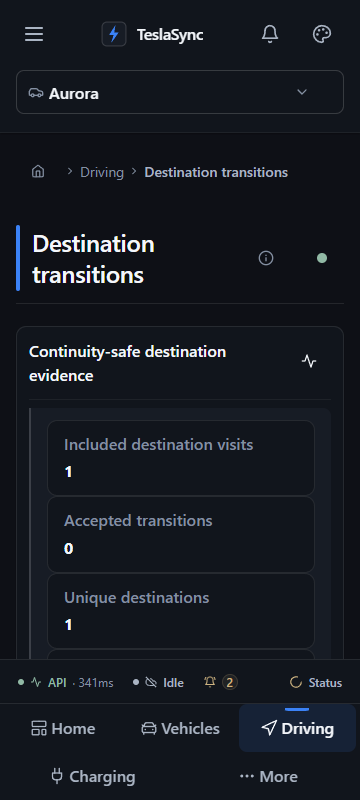 TeslaSync
Aurora
Driving
Destination transitions
Destination
transitions
Continuity-safe destination
evidence
Included destination visits
1
Accepted transitions
0
Unique destinations
1
API · 341ms
Idle
2
Status
Home
Vehicles
Driving
Charging
More